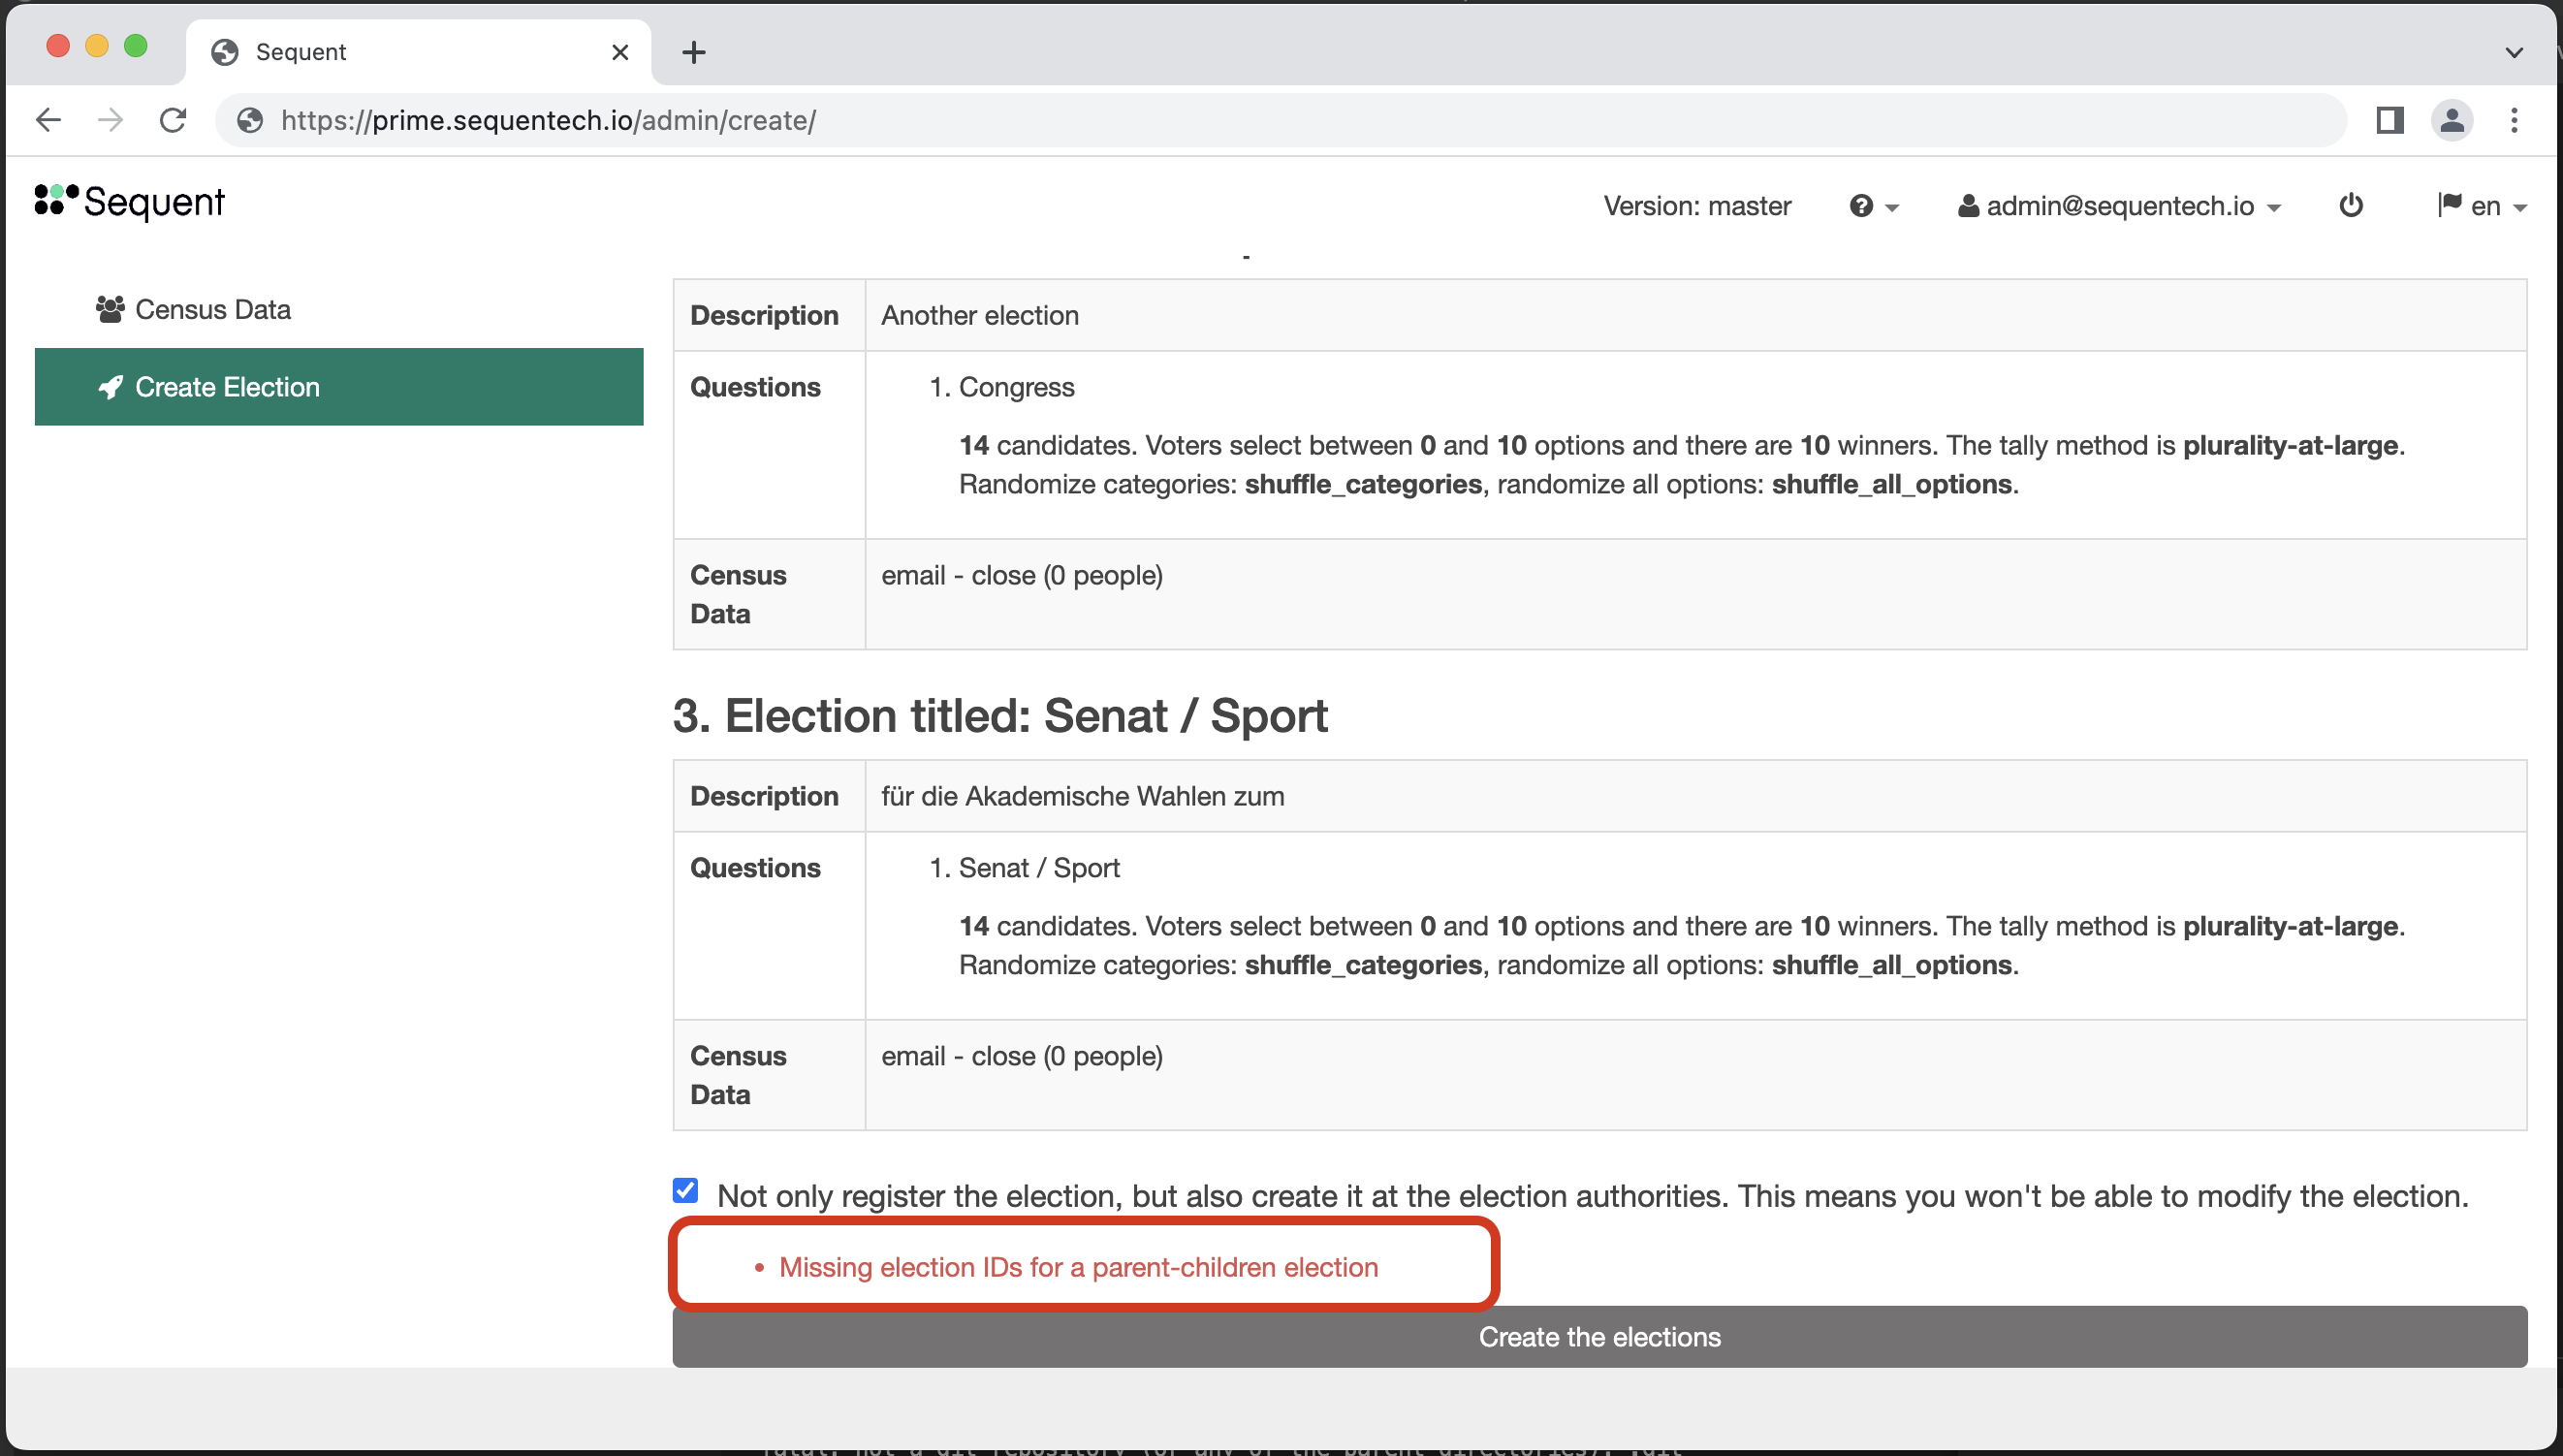 Sequent
https://prime.sequentech.io/admin/create/
Sequent
Version: master
admin@sequentech.io
en
Census Data
Create Election
Description
Another election
Questions
1. Congress
14 candidates. Voters select between 0 and 10 options and there are 10 winners. The tally method is plurality-at-large.
Randomize categories: shuffle_categories, randomize all options: shuffle_all_options.
Census
Data
email - close (0 people)
3. Election titled: Senat / Sport
Description
für die Akademische Wahlen zum
Questions
1. Senat / Sport
14 candidates. Voters select between 0 and 10 options and there are 10 winners. The tally method is plurality-at-large.
Randomize categories: shuffle_categories, randomize all options: shuffle_all_options.
Census
Data
email - close (0 people)
Not only register the election, but also create it at the election authorities. This means you won't be able to modify the election.
• Missing election IDs for a parent-children election
Create the elections